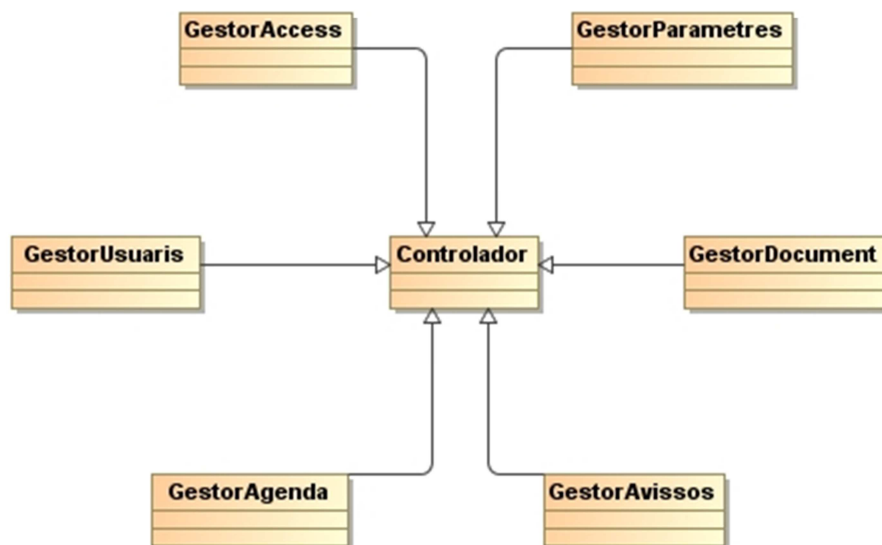 GestorAccess
GestorParametres
GestorUsuaris
Controlador
GestorDocument
GestorAgenda
GestorAvissos